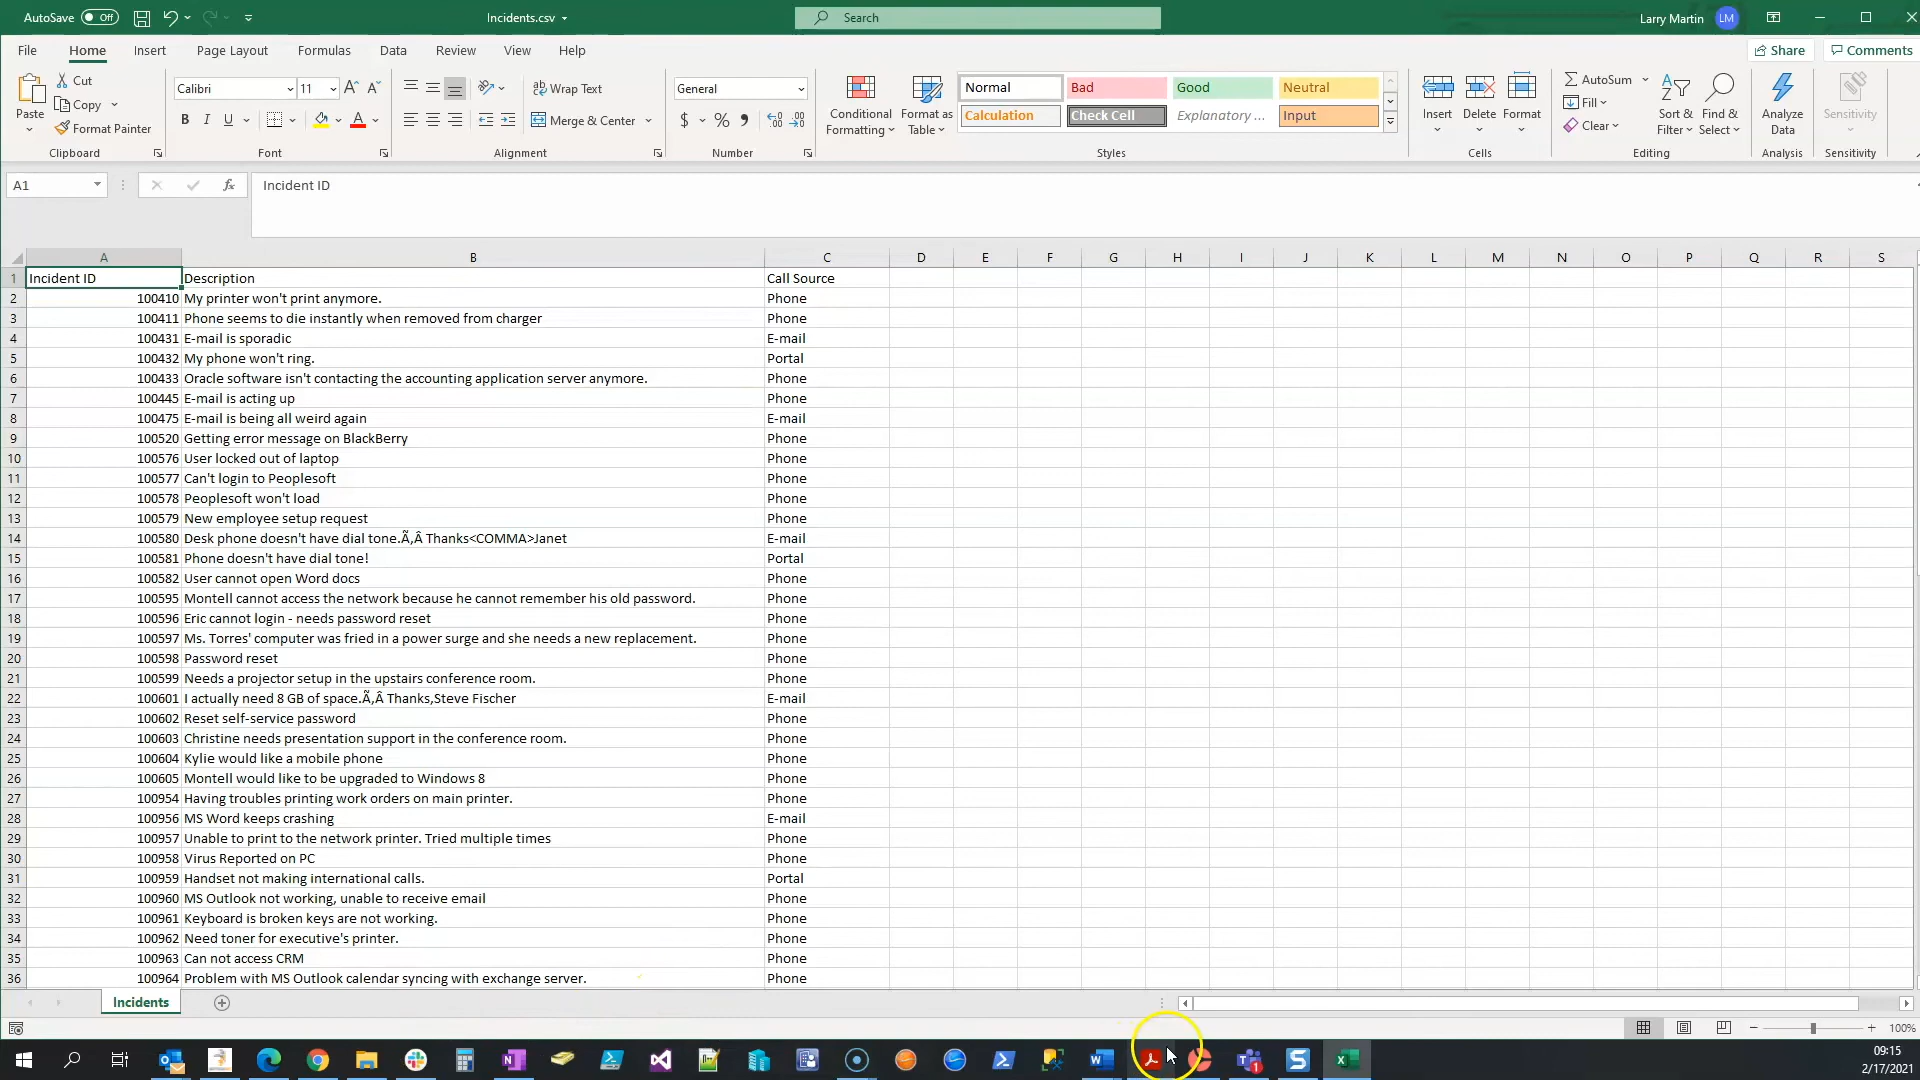 AutoSave Off Incidents.csv Search Larry Martin LM
File Home Insert Page Layout Formulas Data Review View Help Share Comments
Cut
Copy
Format Painter
Paste
Clipboard
Calibri 11
Font
Wrap Text
Merge & Center
Alignment
General
Number
Conditional Formatting
Format as Table
Normal Bad Good Neutral
Calculation Check Cell Explanatory ... Input
Styles
Insert Delete Format
Cells
AutoSum
Fill
Clear
Sort & Filter
Find & Select
Editing
Analyze Data
Analysis
Sensitivity
Sensitivity
A1 fx Incident ID
A B C D E F G H I J K L M N O P Q R S
1 Incident ID Description Call Source
2 100410 My printer won't print anymore. Phone
3 100411 Phone seems to die instantly when removed from charger Phone
4 100431 E-mail is sporadic E-mail
5 100432 My phone won't ring. Portal
6 100433 Oracle software isn't contacting the accounting application server anymore. Phone
7 100445 E-mail is acting up Phone
8 100475 E-mail is being all weird again E-mail
9 100520 Getting error message on BlackBerry Phone
10 100576 User locked out of laptop Phone
11 100577 Can't login to Peoplesoft Phone
12 100578 Peoplesoft won't load Phone
13 100579 New employee setup request Phone
14 100580 Desk phone doesn't have dial tone.Ã‚Â Thanks<COMMA>Janet E-mail
15 100581 Phone doesn't have dial tone! Portal
16 100582 User cannot open Word docs Phone
17 100595 Montell cannot access the network because he cannot remember his old password. Phone
18 100596 Eric cannot login - needs password reset Phone
19 100597 Ms. Torres' computer was fried in a power surge and she needs a new replacement. Phone
20 100598 Password reset Phone
21 100599 Needs a projector setup in the upstairs conference room. Phone
22 100601 I actually need 8 GB of space.Ã‚Â Thanks,Steve Fischer E-mail
23 100602 Reset self-service password Phone
24 100603 Christine needs presentation support in the conference room. Phone
25 100604 Kylie would like a mobile phone Phone
26 100605 Montell would like to be upgraded to Windows 8 Phone
27 100954 Having troubles printing work orders on main printer. Phone
28 100956 MS Word keeps crashing E-mail
29 100957 Unable to print to the network printer. Tried multiple times Phone
30 100958 Virus Reported on PC Phone
31 100959 Handset not making international calls. Portal
32 100960 MS Outlook not working, unable to receive email Phone
33 100961 Keyboard is broken keys are not working. Phone
34 100962 Need toner for executive's printer. Phone
35 100963 Can not access CRM Phone
36 100964 Problem with MS Outlook calendar syncing with exchange server. Phone
Incidents
100%
09:15
2/17/2021